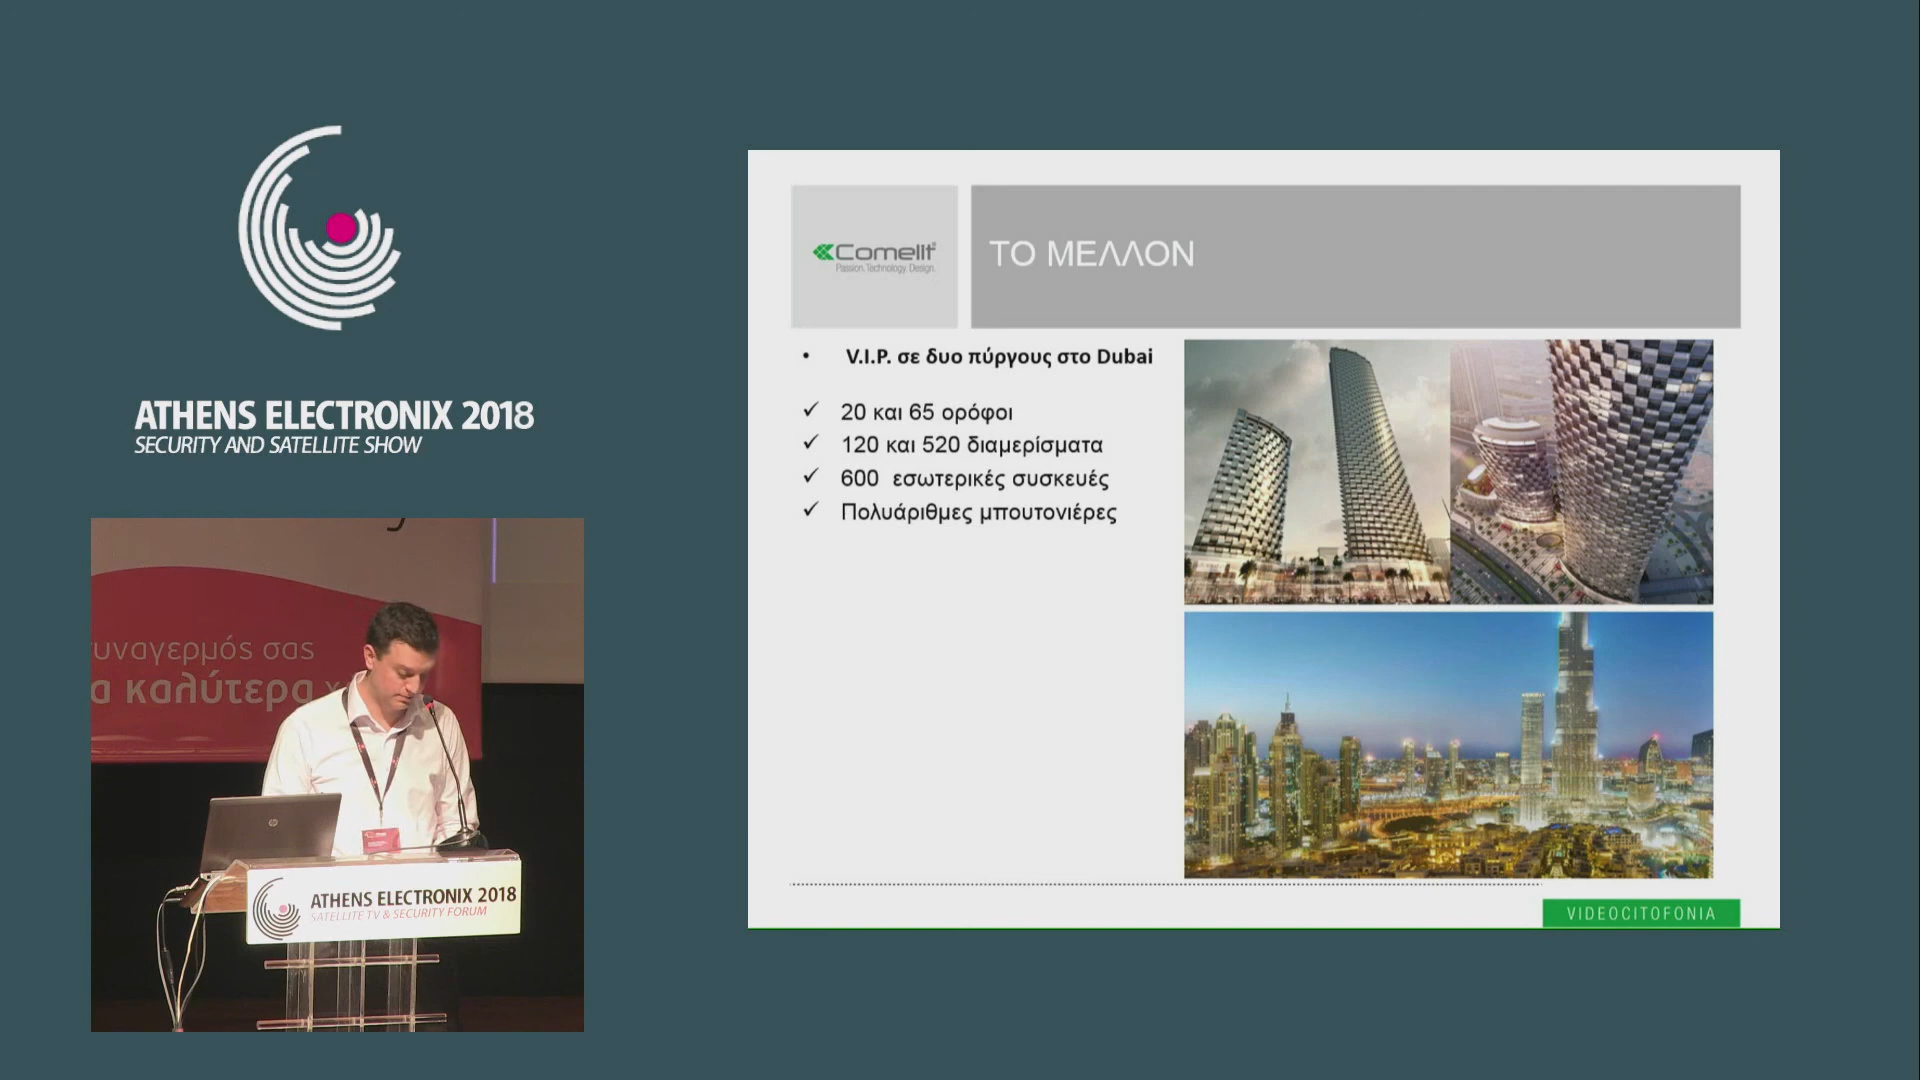 ATHENS ELECTRONIX 2018
SECURITY AND SATELLITE SHOW
Comelit
Passion. Technology. Design.
ΤΟ ΜΕΛΛΟΝ
• V.I.P. σε δυο πύργους στο Dubai
✓ 20 και 65 ορόφοι
✓ 120 και 520 διαμερίσματα
✓ 600 εσωτερικές συσκευές
✓ Πολυάριθμες μπουτονιέρες
VIDEOCITOFONIA
υναγερμός σας
α καλύτερα
hp
ATHENS ELECTRONIX 2018
SATELLITE TV & SECURITY FORUM